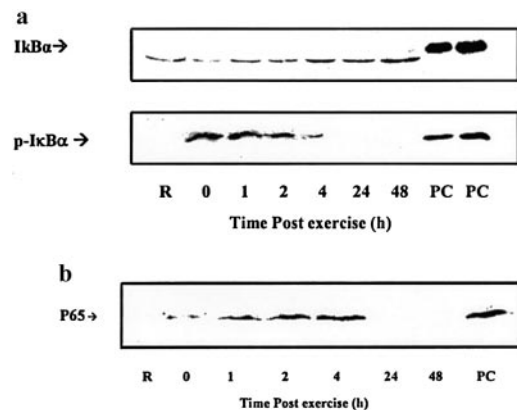 a
IkBα→
p-IκBα →
R 0 1 2 4 24 48 PC PC
Time Post exercise (h)
b
P65→
R 0 1 2 4 24 48 PC
Time Post exercise (h)